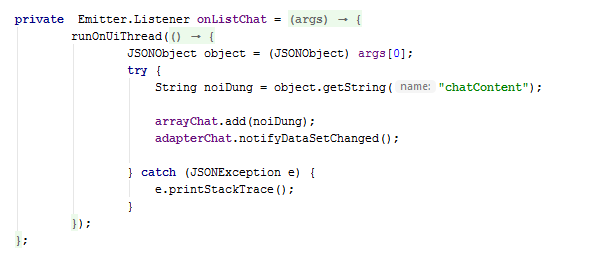 private  Emitter.Listener onListChat = (args) → {
        runOnUiThread(() → {
                JSONObject object = (JSONObject) args[0];
                try {
                    String noiDung = object.getString( name: "chatContent");

                    arrayChat.add(noiDung);
                    adapterChat.notifyDataSetChanged();

                } catch (JSONException e) {
                    e.printStackTrace();
                }
        });
};